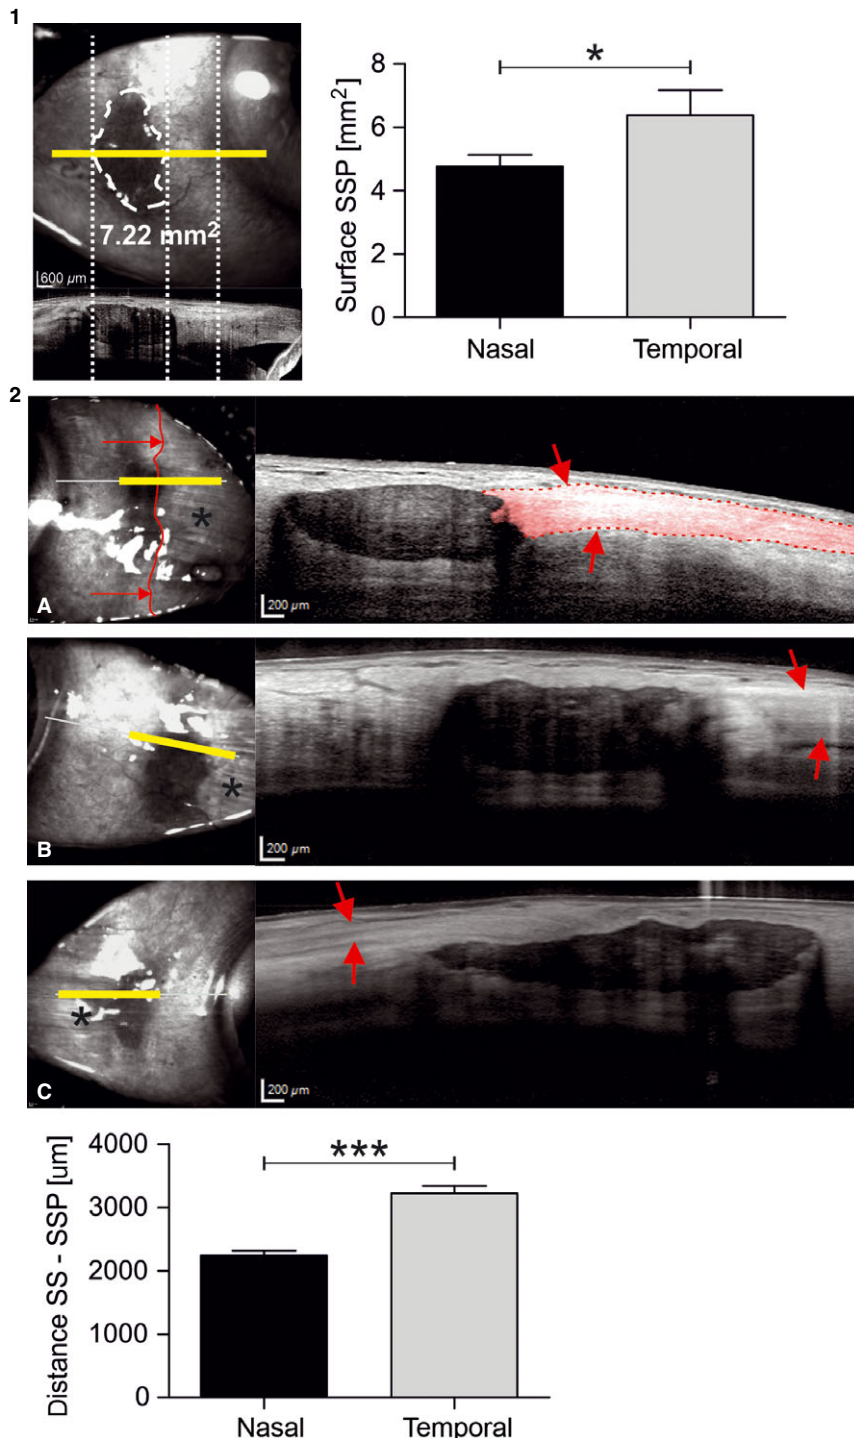 1
7.22 mm²
600 µm
Surface SSP [mm²]
8
6
4
2
0
*
Nasal
Temporal
2
*
A
200 µm
*
B
200 µm
*
C
200 µm
Distance SS - SSP [um]
4000
3000
2000
1000
0
***
Nasal
Temporal